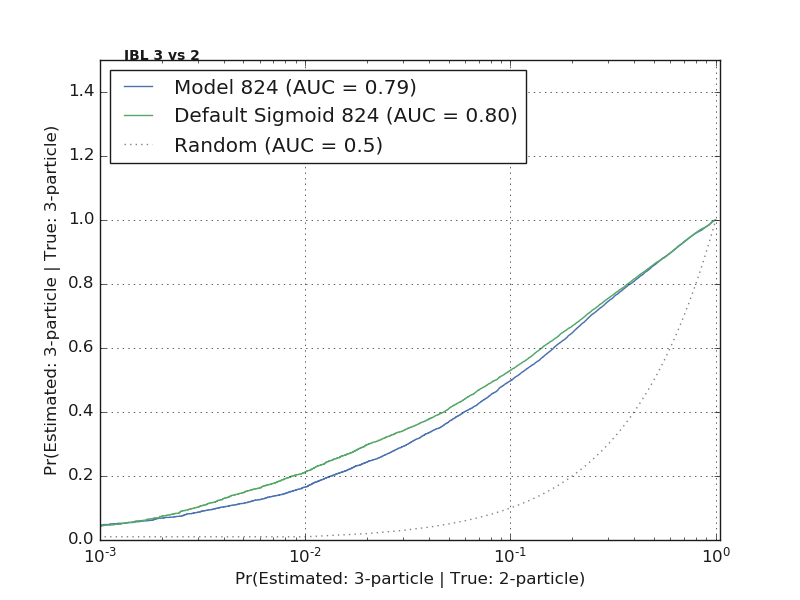 IBL 3 vs 2
Model 824 (AUC = 0.79)
Default Sigmoid 824 (AUC = 0.80)
Random (AUC = 0.5)
1.4
1.2
1.0
0.8
0.6
0.4
0.2
0.0
Pr(Estimated: 3-particle | True: 3-particle)
10^-3 10^-2 10^-1 10^0
Pr(Estimated: 3-particle | True: 2-particle)